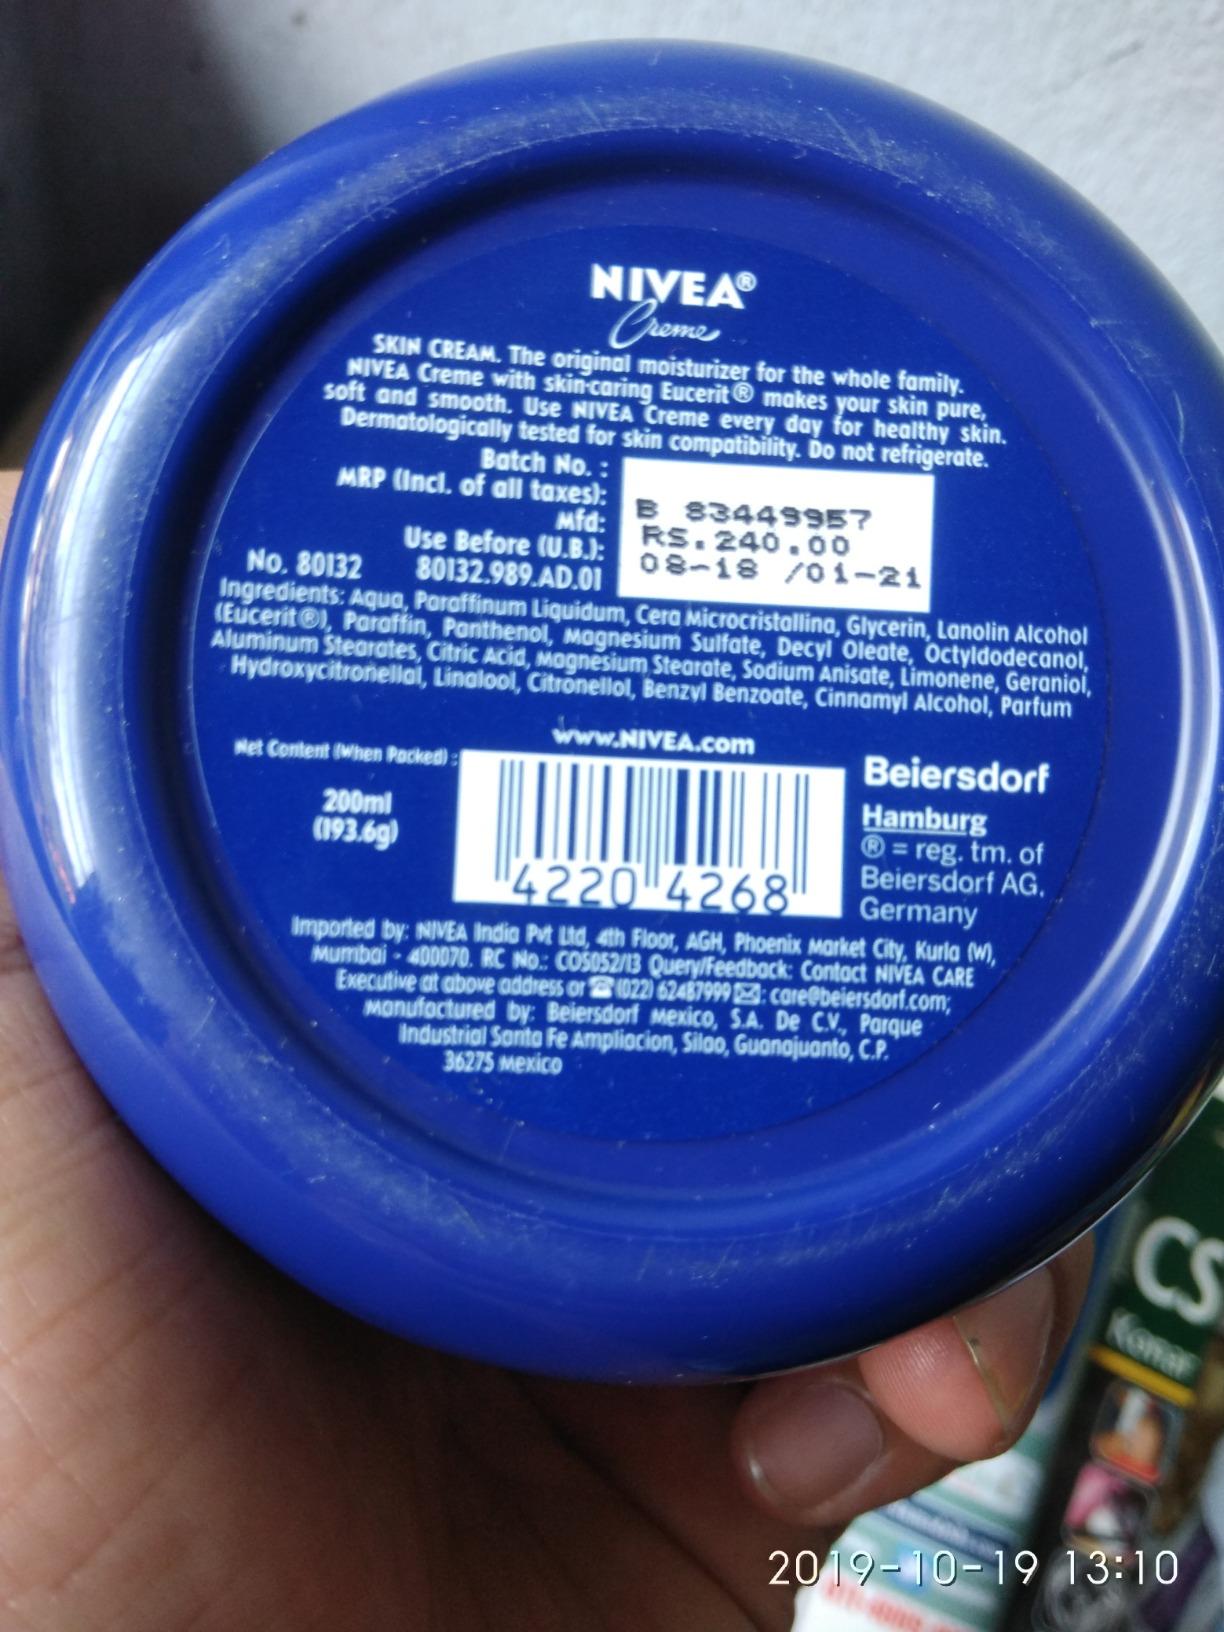 NIVEA®
Creme
SKIN CREAM. The original moisturizer for the whole family.
NIVEA Creme with skin-caring Eucerit® makes your skin pure,
soft and smooth. Use NIVEA Creme every day for healthy skin.
Dermatologically tested for skin compatibility. Do not refrigerate.
Batch No. :
MRP (Incl. of all taxes):
Mfd:
Use Before (U.B.):
B 83449957
RS.240.00
08-18 /01-21
No. 80132 80132.989.AD.01
Ingredients: Aqua, Paraffinum Liquidum, Cera Microcristallina, Glycerin, Lanolin Alcohol
(Eucerit®), Paraffin, Panthenol, Magnesium Sulfate, Decyl Oleate, Octyldodecanol,
Aluminum Stearates, Citric Acid, Magnesium Stearate, Sodium Anisate, Limonene, Geraniol,
Hydroxycitronellal, Linalool, Citronellol, Benzyl Benzoate, Cinnamyl Alcohol, Parfum
www.NIVEA.com
Net Content (When Packed) :
200ml
(193.6g)
4220 4268
Beiersdorf
Hamburg
® = reg. tm. of
Beiersdorf AG.
Germany
Imported by: NIVEA India Pvt Ltd, 4th Floor, AGH, Phoenix Market City, Kurla (W),
Mumbai - 400070. RC No.: COS052/13 Query/Feedback: Contact NIVEA CARE
Executive at above address or ☎ (022) 62487999 ✉: care@beiersdorf.com;
Manufactured by: Beiersdorf Mexico, S.A. De C.V., Parque
Industrial Santa Fe Ampliacion, Silao, Guanajuanto, C.P.
36275 Mexico
CS
2019-10-19 13:10